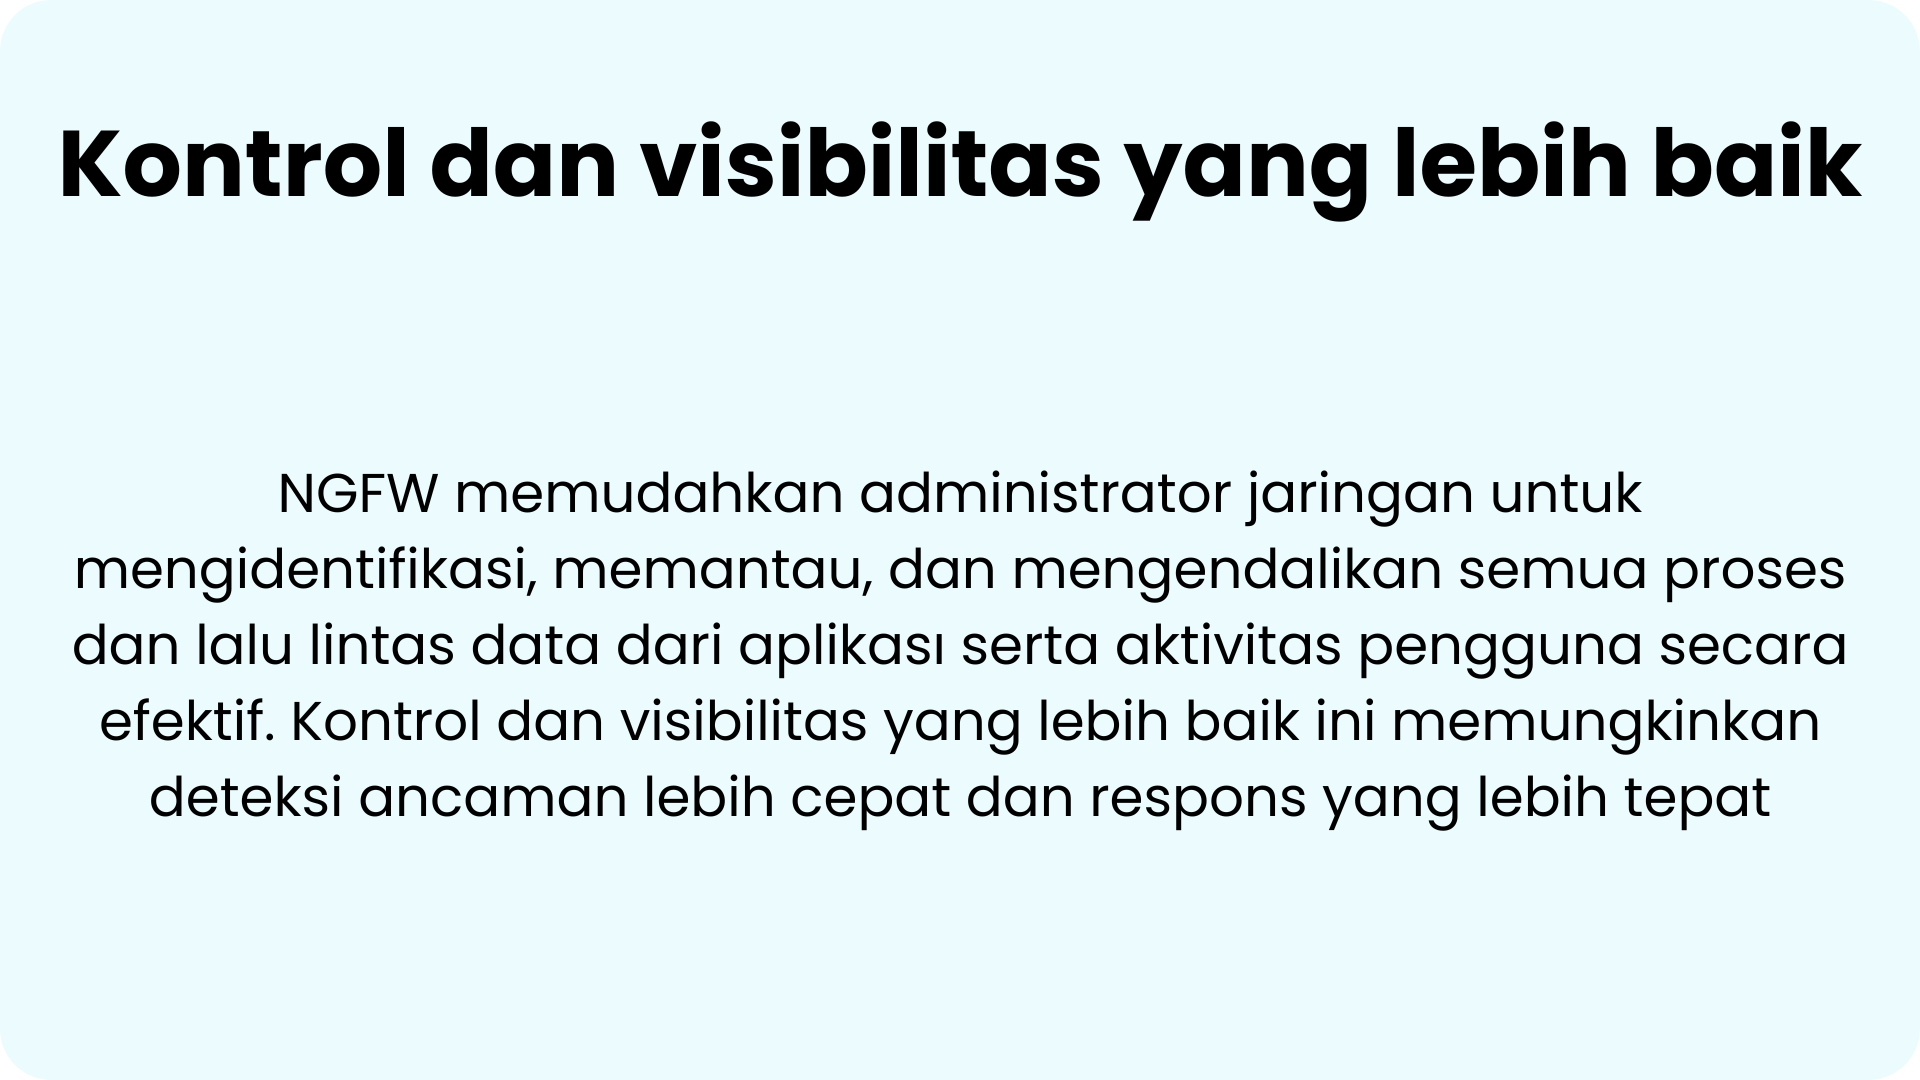 Kontrol dan visibilitas yang lebih baik
NGFW memudahkan administrator jaringan untuk
mengidentifikasi, memantau, dan mengendalikan semua proses
dan lalu lintas data dari aplikası serta aktivitas pengguna secara
efektif. Kontrol dan visibilitas yang lebih baik ini memungkinkan
deteksi ancaman lebih cepat dan respons yang lebih tepat